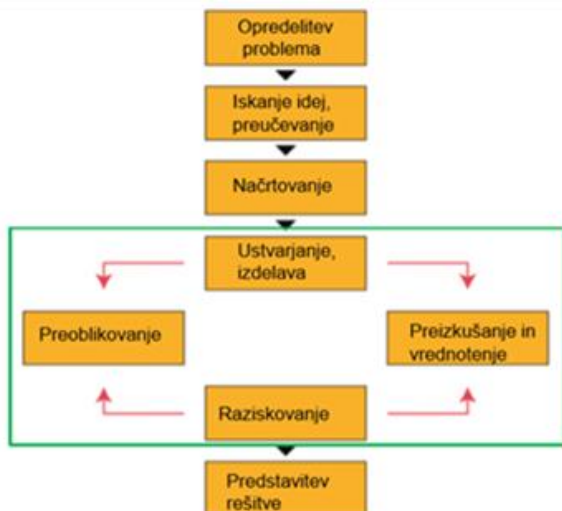 Opredelitev
problema
Iskanje idej,
preučevanje
Načrtovanje
Ustvarjanje,
izdelava
Preoblikovanje
Preizkušanje in
vrednotenje
Raziskovanje
Predstavitev
rešitve